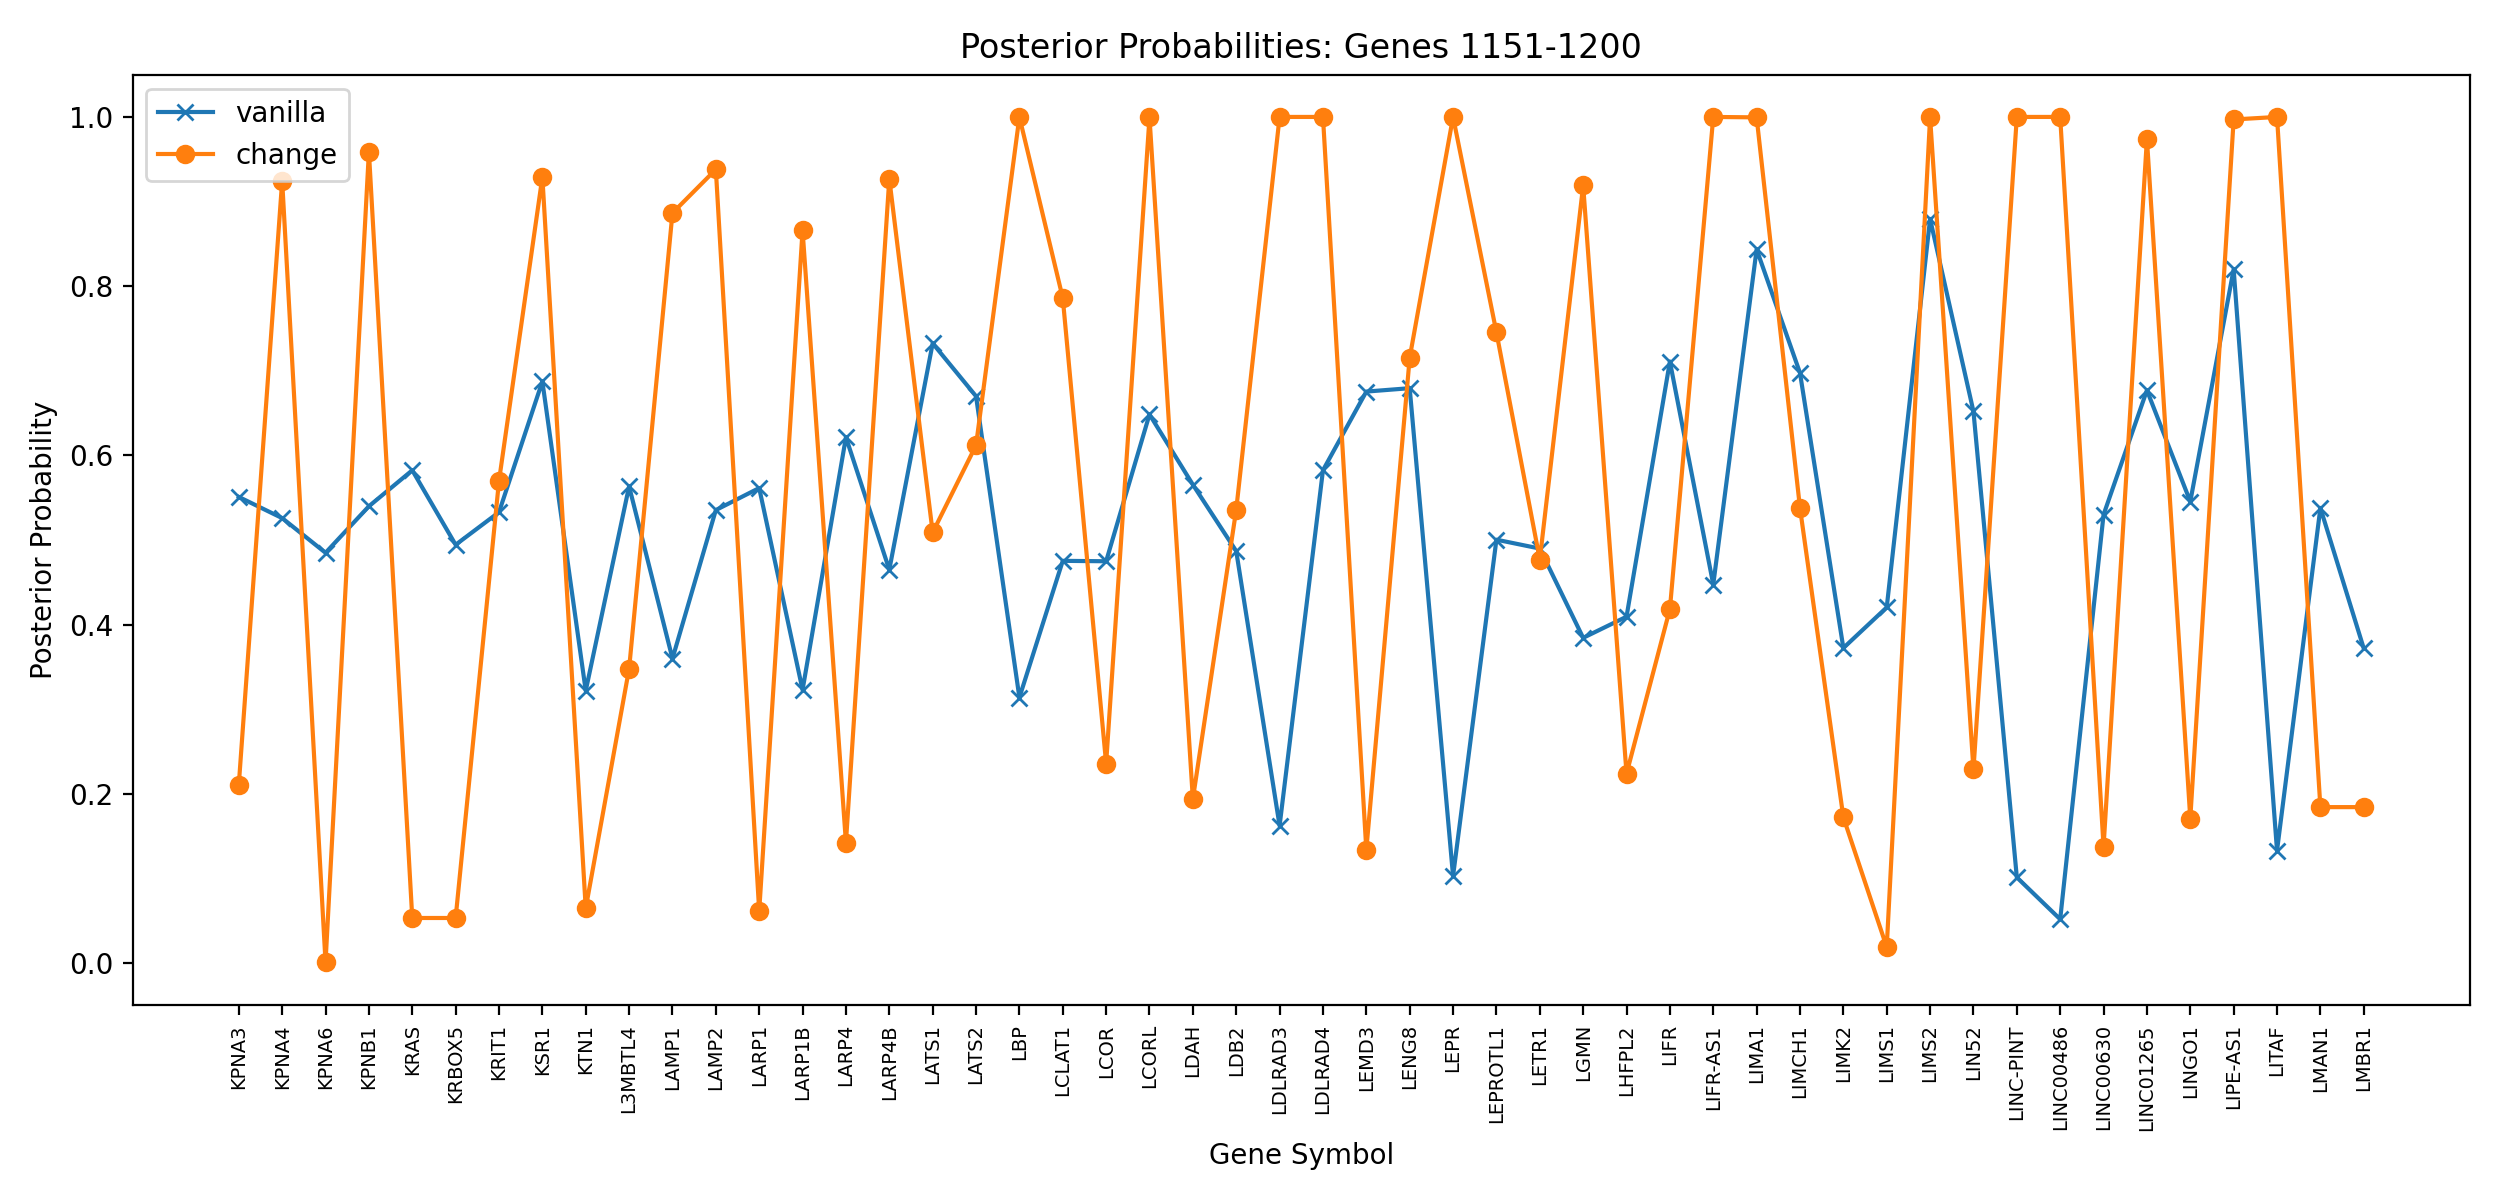 Posterior Probabilities: Genes 1151-1200
vanilla
change
Posterior Probability
1.0
0.8
0.6
0.4
0.2
0.0
KPNA3
KPNA4
KPNA6
KPNB1
KRAS
KRBOX5
KRIT1
KSR1
KTN1
L3MBTL4
LAMP1
LAMP2
LARP1
LARP1B
LARP4
LARP4B
LATS1
LATS2
LBP
LCLAT1
LCOR
LCORL
LDAH
LDB2
LDLRAD3
LDLRAD4
LEMD3
LENG8
LEPR
LEPROTL1
LETR1
LGMN
LHFPL2
LIFR
LIFR-AS1
LIMA1
LIMCH1
LIMK2
LIMS1
LIMS2
LIN52
LINC-PINT
LINC00486
LINC00630
LINC01265
LINGO1
LIPE-AS1
LITAF
LMAN1
LMBR1
Gene Symbol